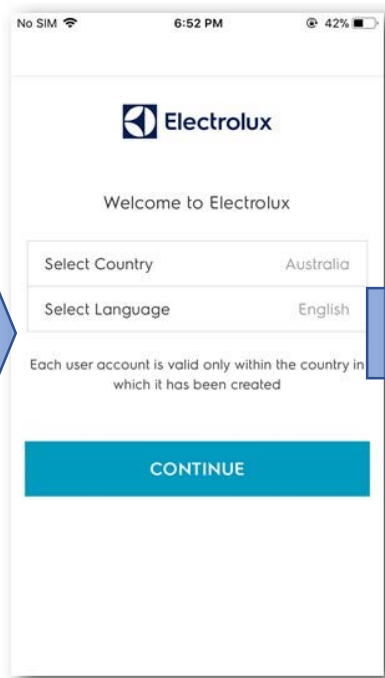 No SIM 6:52 PM 42%
Electrolux
Welcome to Electrolux
Select Country Australia
Select Language English
Each user account is valid only within the country in
which it has been created
CONTINUE